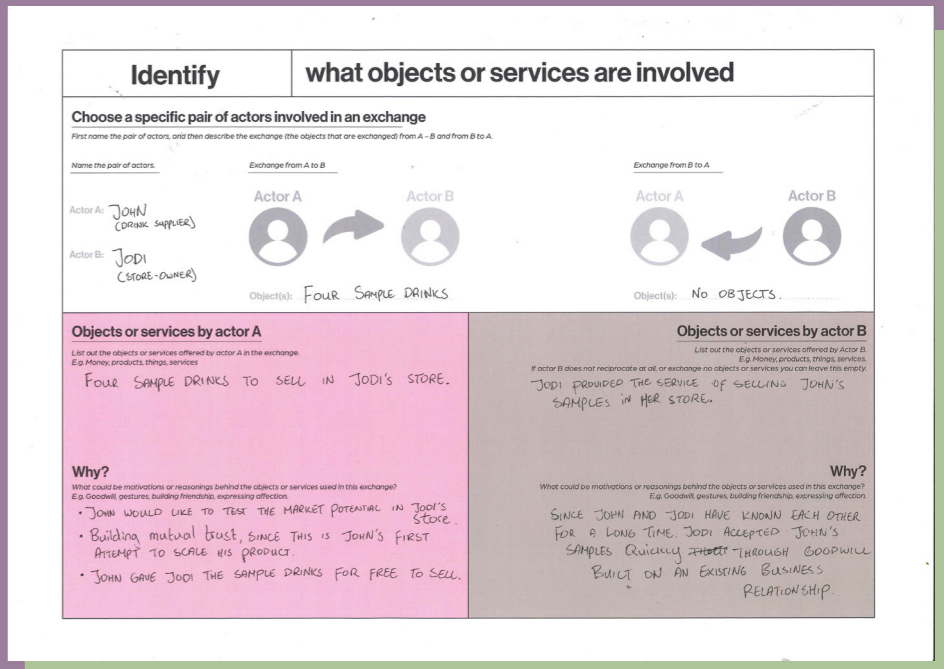 Identify
what objects or services are involved
Choose a specific pair of actors involved in an exchange
First name the pair of actors, and then describe the exchange (the objects that are exchanged) from A – B and from B to A.
Name the pair of actors.
Exchange from A to B
Exchange from B to A
Actor A
Actor B
Actor A
Actor B
Actor A: JOHN
(DRINK SUPPLIER)
Actor B: JODI
(STORE-OWNER)
Object(s): FOUR SAMPLE DRINKS
Object(s): NO OBJECTS.
Objects or services by actor A
List out the objects or services offered by actor A in the exchange.
E.g. Money, products, things, services
FOUR SAMPLE DRINKS TO SELL IN JODI'S STORE.
Why?
What could be motivations or reasonings behind the objects or services used in this exchange?
E.g. Goodwill, gestures, building friendship, expressing affection.
• JOHN WOULD LIKE TO TEST THE MARKET POTENTIAL IN JODI'S
Store.
• Building mutual trust, SINCE THIS IS JOHN'S FIRST
ATTEMPT TO SCALE HIS PRODUCT.
• JOHN GAVE JODI THE SAMPLE DRINKS FOR FREE TO SELL.
Objects or services by actor B
List out the objects or services offered by Actor B.
E.g. Money, products, things, services.
If actor B does not reciprocate at all, or exchange no objects or services you can leave this empty.
JODI PROVIDED THE SERVICE OF SELLING JOHN'S
SAMPLES IN HER STORE.
Why?
What could be motivations or reasonings behind the objects or services used in this exchange?
E.g. Goodwill, gestures, building friendship, expressing affection.
SINCE JOHN AND JODI HAVE KNOWN EACH OTHER
FOR A LONG TIME. JODI ACCEPTED JOHN'S
SAMPLES Quickly THROUGH GOODWILL
BUILT ON AN EXISTING BUSINESS
RELATIONSHIP.